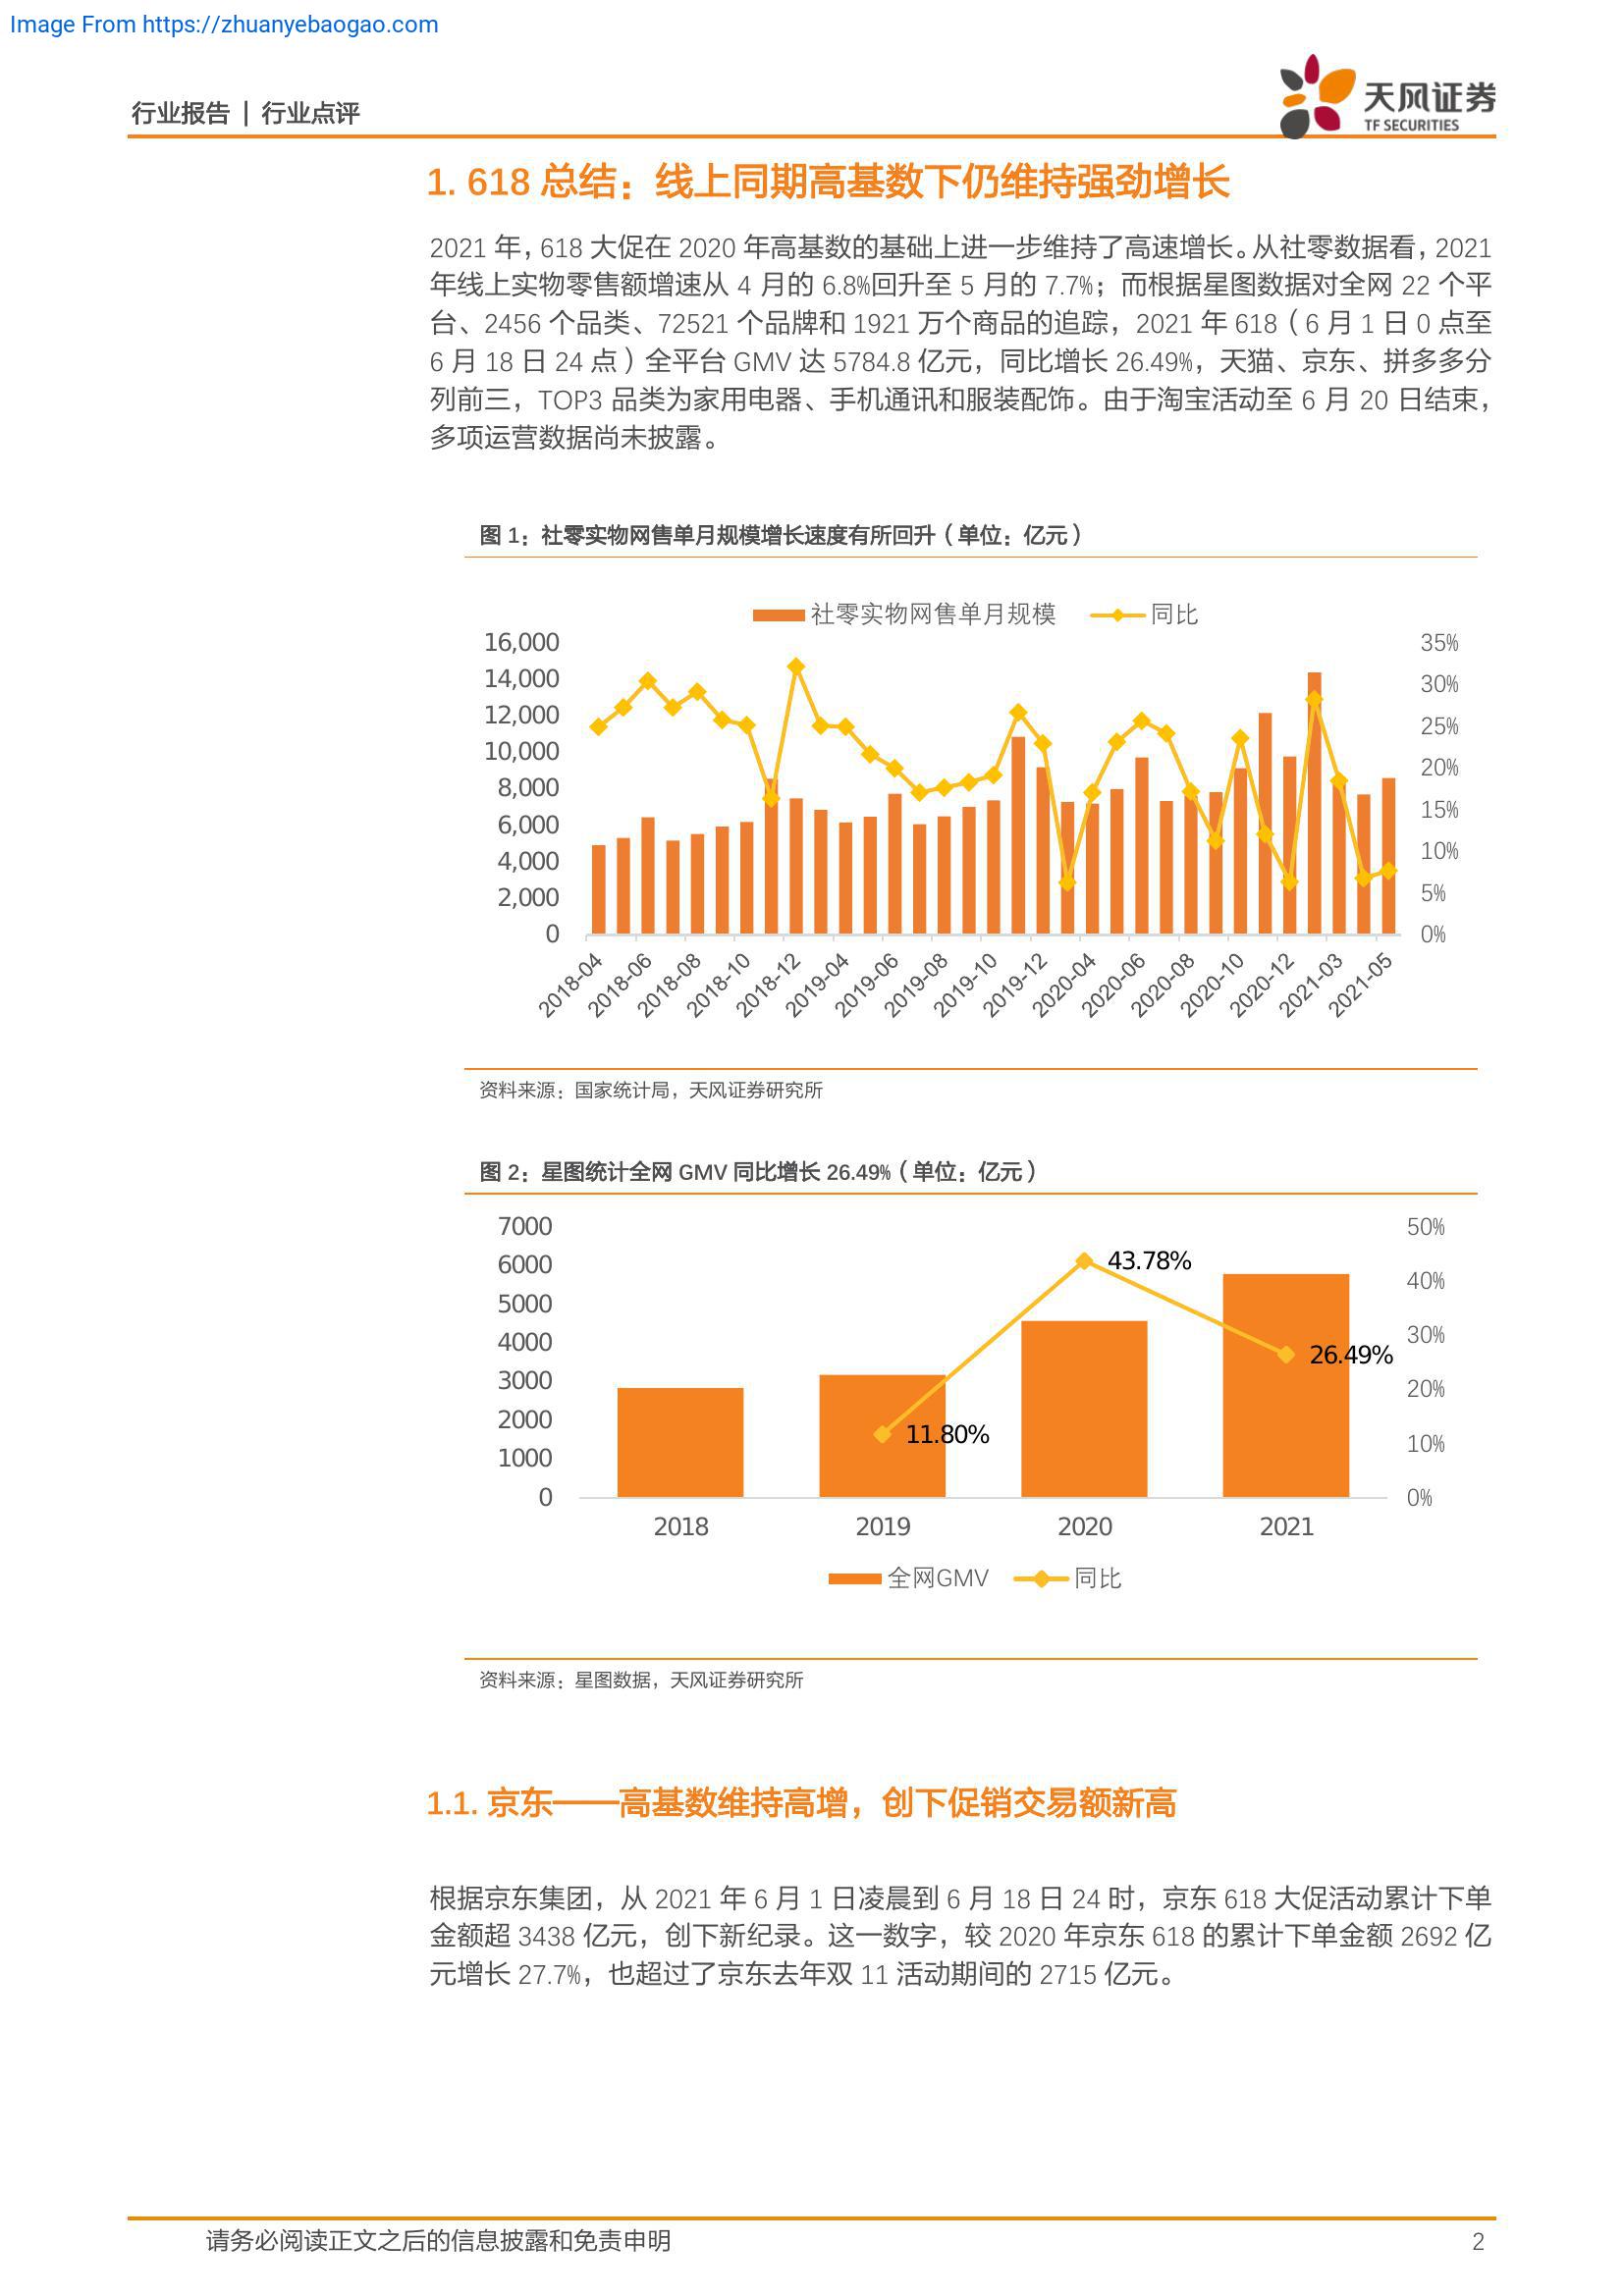 Image From https://zhuanyebaogao.com
行业报告 | 行业点评
天风证券
TF SECURITIES
1. 618 总结：线上同期高基数下仍维持强劲增长
2021 年，618 大促在 2020 年高基数的基础上进一步维持了高速增长。从社零数据看，2021
年线上实物零售额增速从 4 月的 6.8%回升至 5 月的 7.7%；而根据星图数据对全网 22 个平
台、2456 个品类、72521 个品牌和 1921 万个商品的追踪，2021 年 618（6 月 1 日 0 点至
6 月 18 日 24 点）全平台 GMV 达 5784.8 亿元，同比增长 26.49%，天猫、京东、拼多多分
列前三，TOP3 品类为家用电器、手机通讯和服装配饰。由于淘宝活动至 6 月 20 日结束，
多项运营数据尚未披露。
图 1：社零实物网售单月规模增长速度有所回升（单位：亿元）
社零实物网售单月规模 同比
16,000 35%
14,000 30%
12,000 25%
10,000 20%
8,000 15%
6,000 10%
4,000 5%
2,000 0%
0
2018-04 2018-06 2018-08 2018-10 2018-12 2019-04 2019-06 2019-08 2019-10 2019-12 2020-04 2020-06 2020-08 2020-10 2020-12 2021-03 2021-05
资料来源：国家统计局，天风证券研究所
图 2：星图统计全网 GMV 同比增长 26.49%（单位：亿元）
7000 50%
6000 43.78%
5000 40%
4000 30%
3000 26.49%
2000 20%
1000 11.80% 10%
0 0%
2018 2019 2020 2021
全网GMV 同比
资料来源：星图数据，天风证券研究所
1.1. 京东——高基数维持高增，创下促销交易额新高
根据京东集团，从 2021 年 6 月 1 日凌晨到 6 月 18 日 24 时，京东 618 大促活动累计下单
金额超 3438 亿元，创下新纪录。这一数字，较 2020 年京东 618 的累计下单金额 2692 亿
元增长 27.7%，也超过了京东去年双 11 活动期间的 2715 亿元。
请务必阅读正文之后的信息披露和免责申明 2